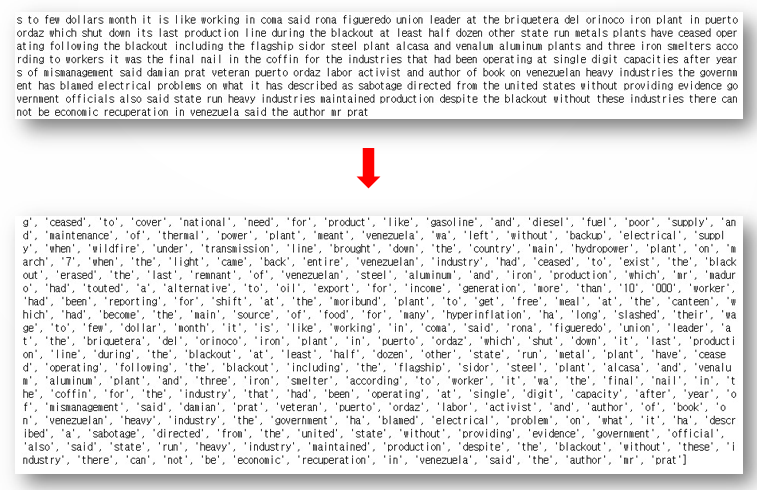 s to few dollars month it is like working in coma said rona figueredo union leader at the briquetera del orinoco iron plant in puerto
ordaz which shut down its last production line during the blackout at least half dozen other state run metals plants have ceased oper
ating following the blackout including the flagship sidor steel plant alcasa and venalum aluminum plants and three iron smelters acco
rding to workers it was the final nail in the coffin for the industries that had been operating at single digit capacities after year
s of mismanagement said damian prat veteran puerto ordaz labor activist and author of book on venezuelan heavy industries the governm
ent has blamed electrical problems on what it has described as sabotage directed from the united states without providing evidence go
vernment officials also said state run heavy industries maintained production despite the blackout without these industries there can
not be economic recuperation in venezuela said the author mr prat
g', 'ceased', 'to', 'cover', 'national', 'need', 'for', 'product', 'like', 'gasoline', 'and', 'diesel', 'fuel', 'poor', 'supply', 'an
d', 'maintenance', 'of', 'thermal', 'power', 'plant', 'meant', 'venezuela', 'wa', 'left', 'without', 'backup', 'electrical', 'suppl
y', 'when', 'wildfire', 'under', 'transmission', 'line', 'brought', 'down', 'the', 'country', 'main', 'hydropower', 'plant', 'on', 'm
arch', '7', 'when', 'the', 'light', 'came', 'back', 'entire', 'venezuelan', 'industry', 'had', 'ceased', 'to', 'exist', 'the', 'black
out', 'erased', 'the', 'last', 'remnant', 'of', 'venezuelan', 'steel', 'aluminum', 'and', 'iron', 'production', 'which', 'mr', 'madur
o', 'had', 'touted', 'a', 'alternative', 'to', 'oil', 'export', 'for', 'income', 'generation', 'more', 'than', '10', '000', 'worker',
'had', 'been', 'reporting', 'for', 'shift', 'at', 'the', 'moribund', 'plant', 'to', 'get', 'free', 'meal', 'at', 'the', 'canteen', 'w
hich', 'had', 'become', 'the', 'main', 'source', 'of', 'food', 'for', 'many', 'hyperinflation', 'ha', 'long', 'slashed', 'their', 'wa
ge', 'to', 'few', 'dollar', 'month', 'it', 'is', 'like', 'working', 'in', 'coma', 'said', 'rona', 'figueredo', 'union', 'leader', 'a
t', 'the', 'briquetera', 'del', 'orinoco', 'iron', 'plant', 'in', 'puerto', 'ordaz', 'which', 'shut', 'down', 'it', 'last', 'producti
on', 'line', 'during', 'the', 'blackout', 'at', 'least', 'half', 'dozen', 'other', 'state', 'run', 'metal', 'plant', 'have', 'cease
d', 'operating', 'following', 'the', 'blackout', 'including', 'the', 'flagship', 'sidor', 'steel', 'plant', 'alcasa', 'and', 'venalu
m', 'aluminum', 'plant', 'and', 'three', 'iron', 'smelter', 'according', 'to', 'worker', 'it', 'wa', 'the', 'final', 'nail', 'in', 't
he', 'coffin', 'for', 'the', 'industry', 'that', 'had', 'been', 'operating', 'at', 'single', 'digit', 'capacity', 'after', 'year', 'o
f', 'mismanagement', 'said', 'damian', 'prat', 'veteran', 'puerto', 'ordaz', 'labor', 'activist', 'and', 'author', 'of', 'book', 'o
n', 'venezuelan', 'heavy', 'industry', 'the', 'government', 'ha', 'blamed', 'electrical', 'problem', 'on', 'what', 'it', 'ha', 'descr
ibed', 'a', 'sabotage', 'directed', 'from', 'the', 'united', 'state', 'without', 'providing', 'evidence', 'government', 'official',
'also', 'said', 'state', 'run', 'heavy', 'industry', 'maintained', 'production', 'despite', 'the', 'blackout', 'without', 'these', 'i
ndustry', 'there', 'can', 'not', 'be', 'economic', 'recuperation', 'in', 'venezuela', 'said', 'the', 'author', 'mr', 'prat']